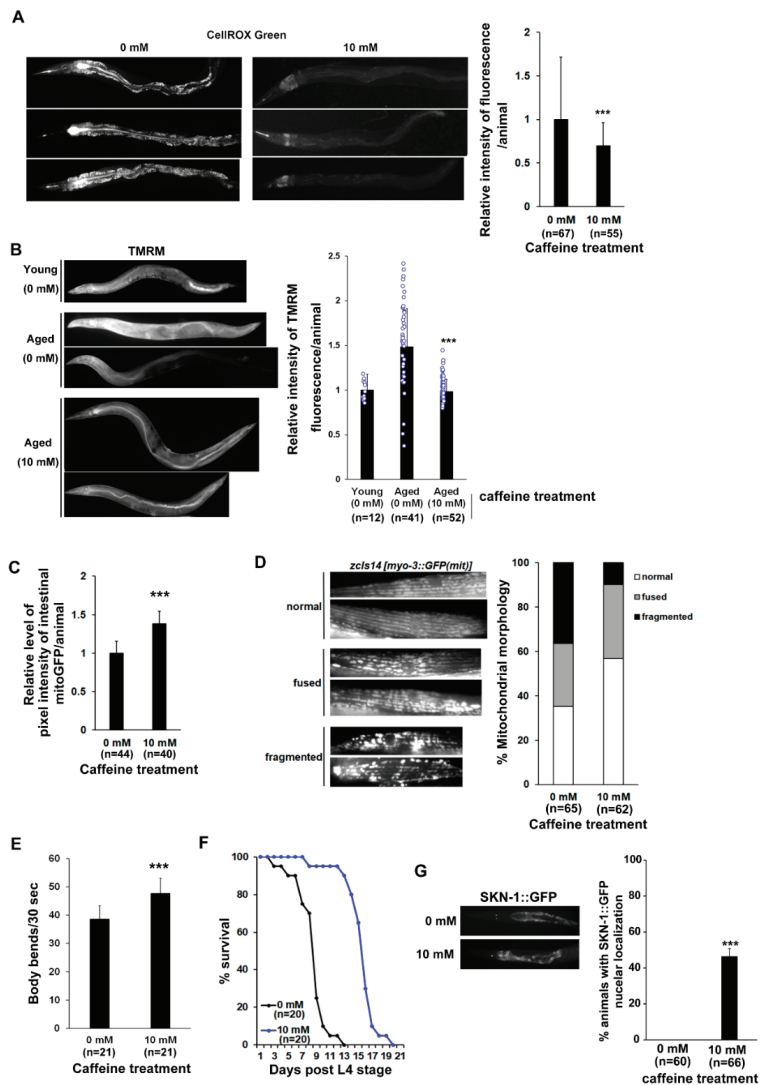 A
CellROX Green
0 mM
10 mM
Relative intensity of fluorescence
/animal
2
1.5
1
0.5
0
***
0 mM
10 mM
(n=67)
(n=55)
Caffeine treatment
B
TMRM
Young
(0 mM)
Aged
(0 mM)
Aged
(10 mM)
Relative intensity of TMRM
fluorescence/animal
2.5
2
1.5
1
0.5
0
***
Young
(0 mM)
(n=12)
Aged
(0 mM)
(n=41)
Aged
(10 mM)
(n=52)
caffeine treatment
C
Relative level of
pixel intensity of intestinal
mitoGFP/animal
2
1.5
1
0.5
0
***
0 mM
(n=44)
10 mM
(n=40)
Caffeine treatment
D
zcIs14 [myo-3::GFP(mit)]
normal
fused
fragmented
% Mitochondrial morphology
100
80
60
40
20
0
normal
fused
fragmented
0 mM
(n=65)
10 mM
(n=62)
Caffeine treatment
E
Body bends/30 sec
60
50
40
30
20
10
0
***
0 mM
(n=21)
10 mM
(n=21)
Caffeine treatment
F
% survival
100
80
60
40
20
0
0 mM
(n=20)
10 mM
(n=20)
1 3 5 7 9 11 13 15 17 19 21
Days post L4 stage
G
SKN-1::GFP
0 mM
10 mM
% animals with SKN-1::GFP
nucelar localization
100
80
60
40
20
0
***
0 mM
(n=60)
10 mM
(n=66)
caffeine treatment